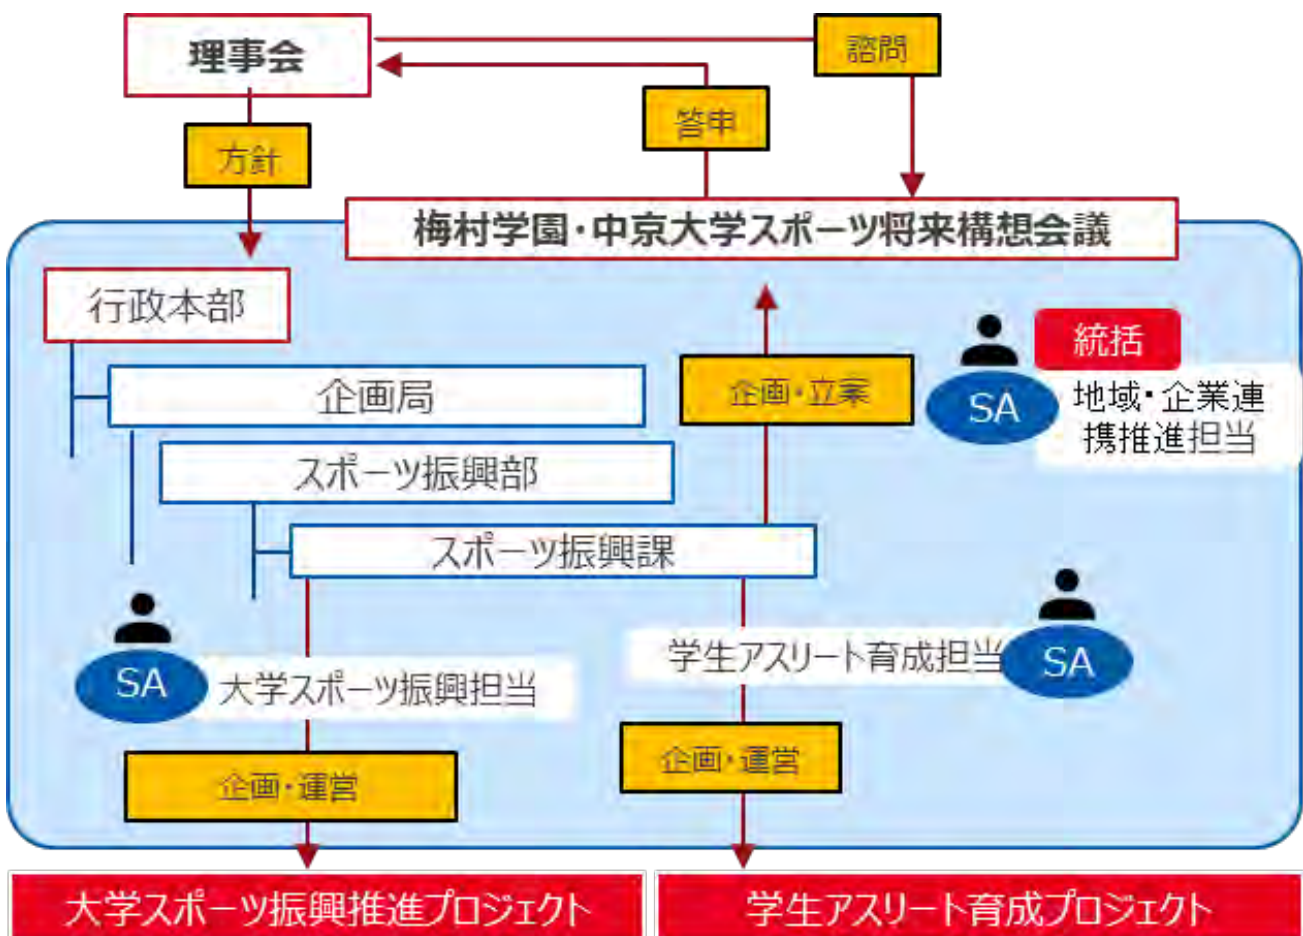 理事会
諮問
答申
方針
梅村学園・中京大学スポーツ将来構想会議
行政本部
統括
企画局
企画・立案
SA
地域・企業連
携推進担当
スポーツ振興部
スポーツ振興課
学生アスリート育成担当
SA
SA
大学スポーツ振興担当
企画・運営
企画・運営
大学スポーツ振興推進プロジェクト
学生アスリート育成プロジェクト